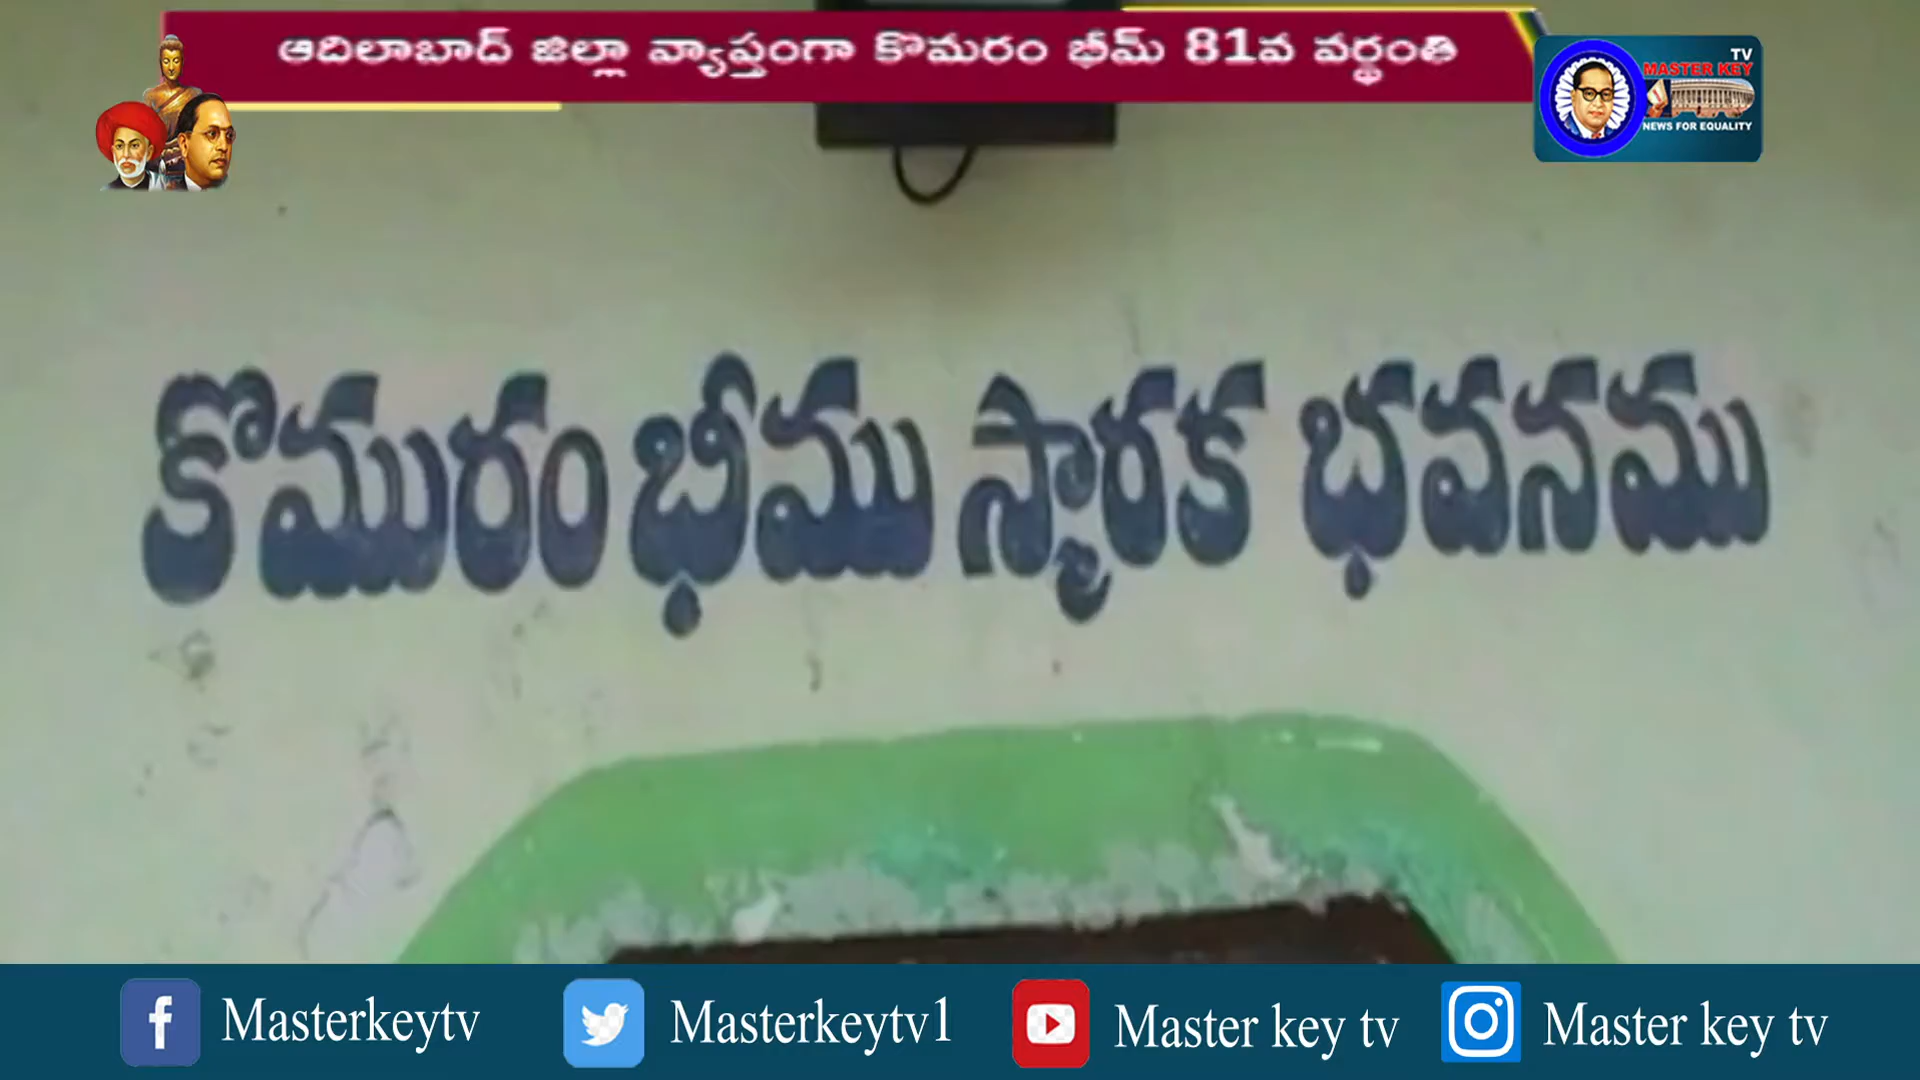 ఆదిలాబాద్ జిల్లా వ్యాప్తంగా కొమరం భీమ్ 81వ వర్థంతి
TV
MASTER KEY
NEWS FOR EQUALITY
కొమురం భీము స్మారక భవనము
Masterkeytv
Masterkeytv1
Master key tv
Master key tv